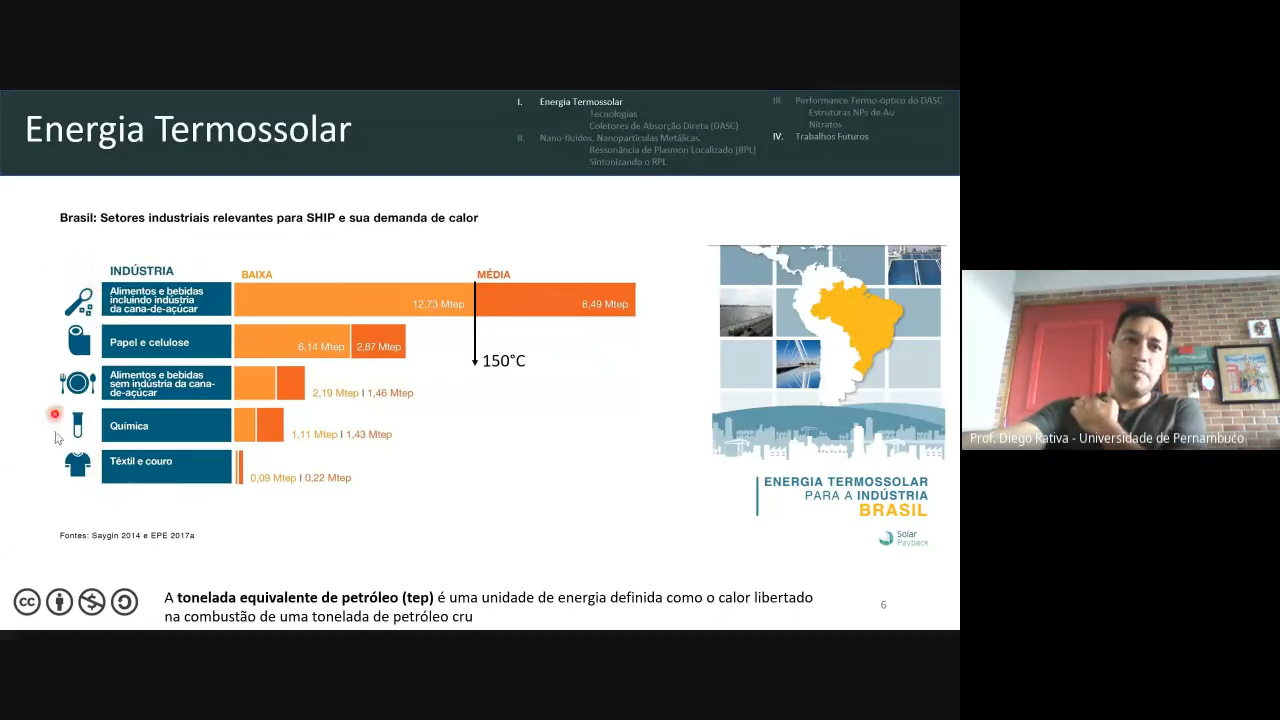 Energia Termossolar
I. Energia Termossolar
Tecnologias
Coletores de Absorção Direta (DASC)
II. Nano-fluidos. Nanopartículas Metálicas.
Ressonância de Plasmon Localizado (RPL)
Sintonizando o RPL
III. Performance Termo-óptico do DASC
Estruturas NPs de Au
Nitratos
IV. Trabalhos Futuros
Brasil: Setores industriais relevantes para SHIP e sua demanda de calor
INDÚSTRIA BAIXA MÉDIA
Alimentos e bebidas
incluindo indústria
da cana-de-açúcar
12,73 Mtep 8,49 Mtep
Papel e celulose 6,14 Mtep 2,87 Mtep
150°C
Alimentos e bebidas
sem indústria da cana-
de-açúcar
2,19 Mtep I 1,46 Mtep
Química 1,11 Mtep I 1,43 Mtep
Têxtil e couro 0,09 Mtep I 0,22 Mtep
Fontes: Saygin 2014 e EPE 2017a
ENERGIA TERMOSSOLAR
PARA A INDÚSTRIA
BRASIL
Solar
Payback
cc
A tonelada equivalente de petróleo (tep) é uma unidade de energia definida como o calor libertado
na combustão de uma tonelada de petróleo cru
6
Prof. Diego Rativa - Universidade de Pernambuco